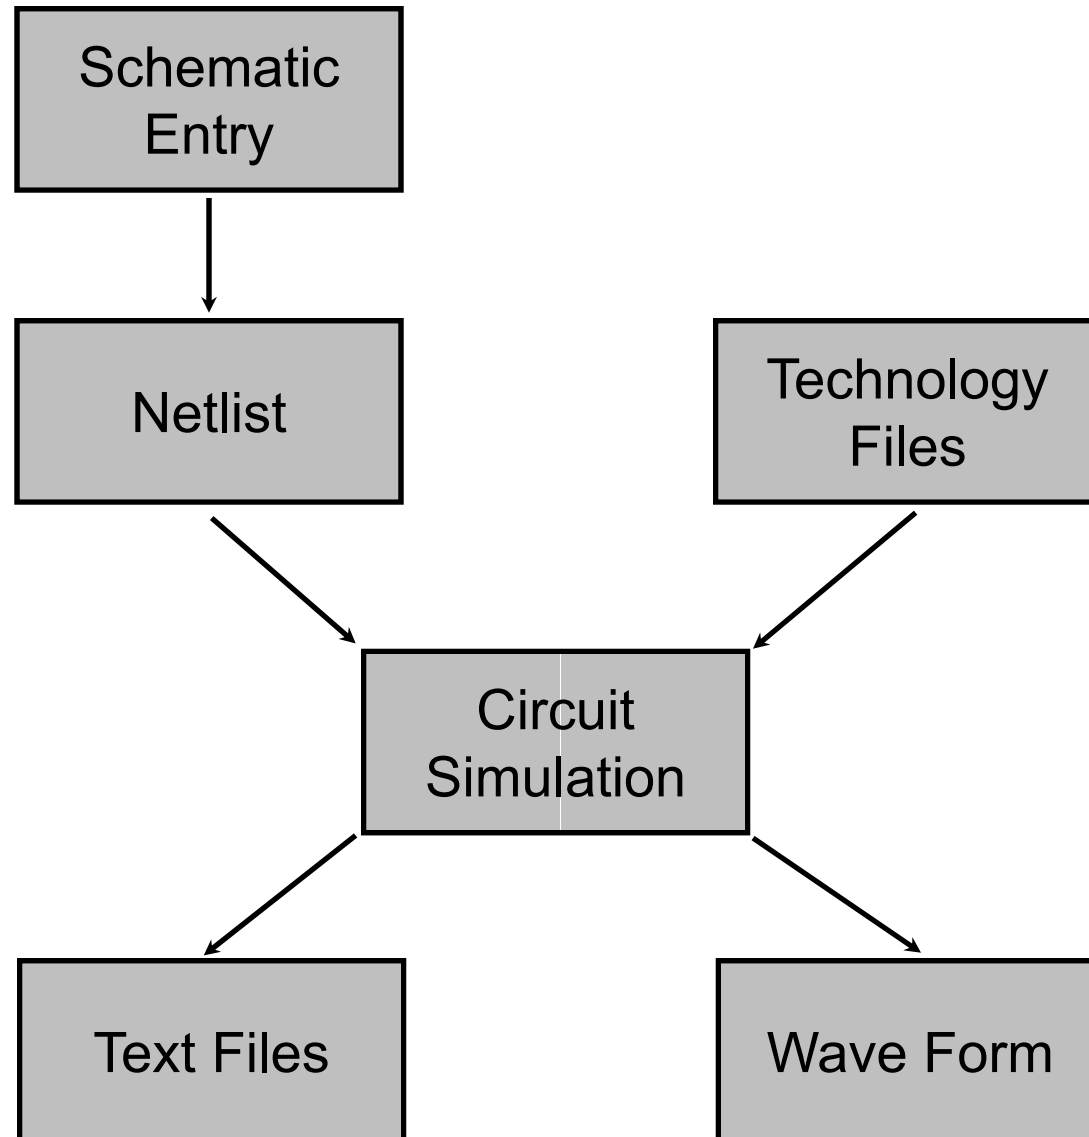 Schematic
Entry
Netlist
Technology
Files
Circuit
Simulation
Text Files
Wave Form